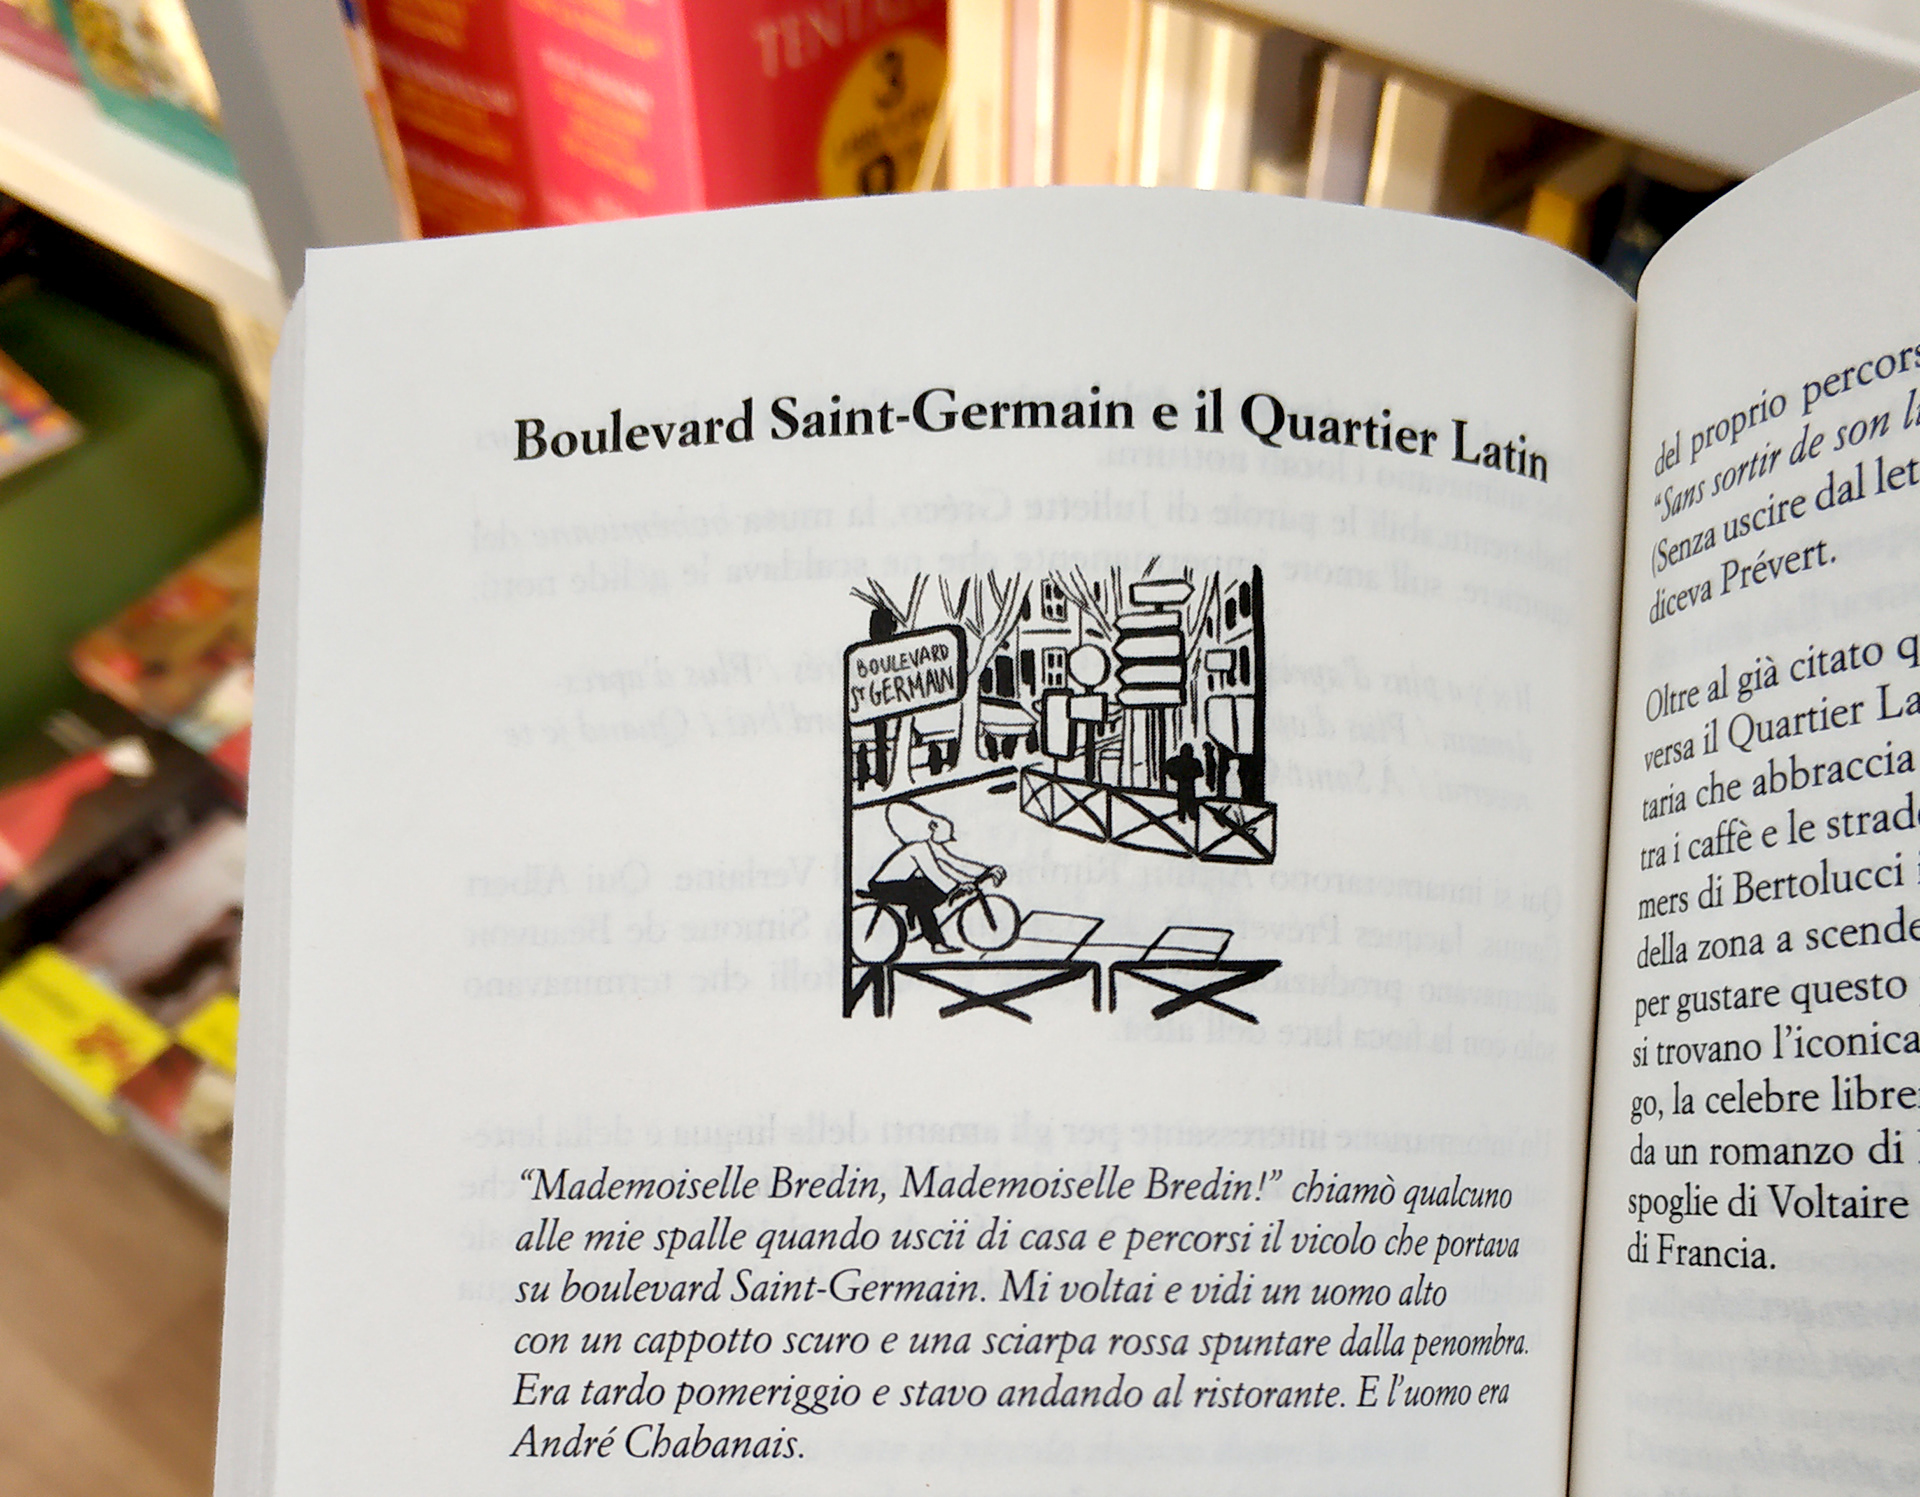 TENTA
3
Boulevard Saint-Germain e il Quartier Latin
BOULEVARD
ST GERMAIN
“Mademoiselle Bredin, Mademoiselle Bredin!” chiamò qualcuno
alle mie spalle quando uscii di casa e percorsi il vicolo che portava
su boulevard Saint-Germain. Mi voltai e vidi un uomo alto
con un cappotto scuro e una sciarpa rossa spuntare dalla penombra.
Era tardo pomeriggio e stavo andando al ristorante. E l’uomo era
André Chabanais.
del proprio percors
“Sans sortir de son li
(Senza uscire dal let
diceva Prévert.
Oltre al già citato q
versa il Quartier La
taria che abbraccia
tra i caffè e le strade
mers di Bertolucci i
della zona a scende
per gustare questo
si trovano l’iconica
go, la celebre libre
da un romanzo di
spoglie di Voltaire
di Francia.